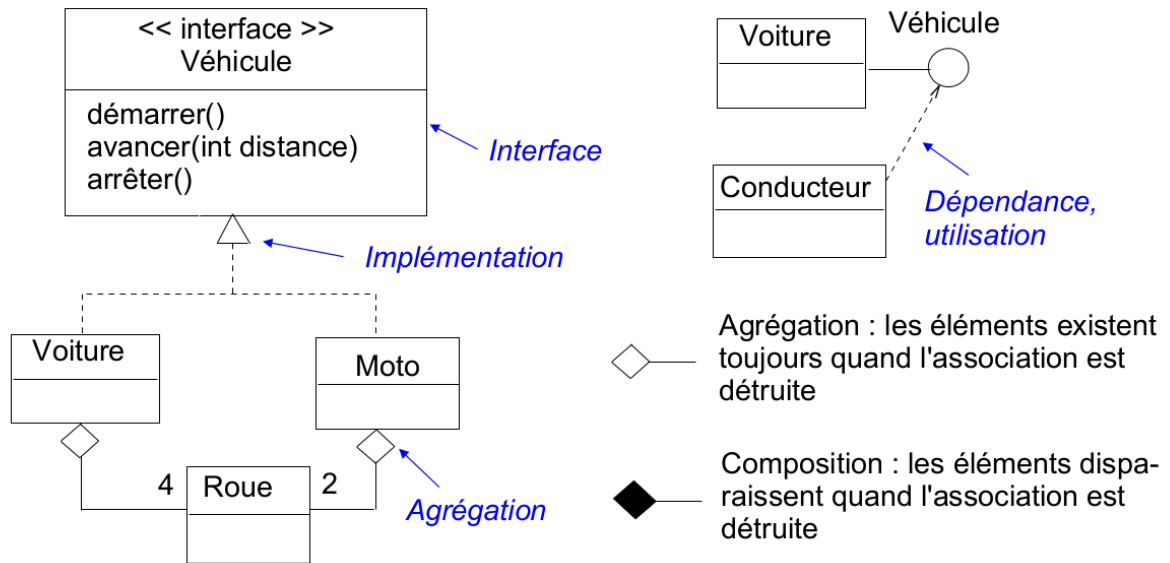 << interface >>
Véhicule
démarrer()
avancer(int distance)
arrêter()
Interface
Implémentation
Voiture
Moto
4
Roue
2
Agrégation
Voiture
Véhicule
Conducteur
Dépendance,
utilisation
Agrégation : les éléments existent
toujours quand l'association est
détruite
Composition : les éléments dispa-
raissent quand l'association est
détruite